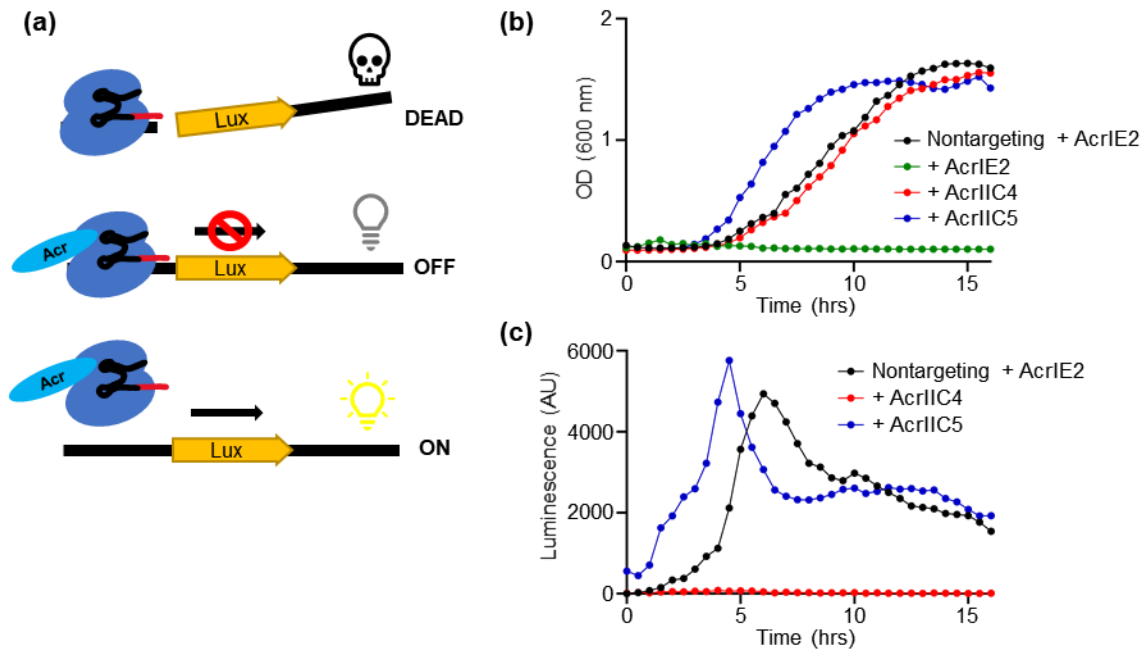 (a)
Lux
DEAD
Acr
Lux
OFF
Acr
Lux
ON
(b)
2
1
0
OD (600 nm)
Nontargeting + AcrIE2
+ AcrIE2
+ AcrIIC4
+ AcrIIC5
0
5
10
15
Time (hrs)
(c)
6000
4000
2000
0
Luminescence (AU)
Nontargeting + AcrIE2
+ AcrIIC4
+ AcrIIC5
0
5
10
15
Time (hrs)